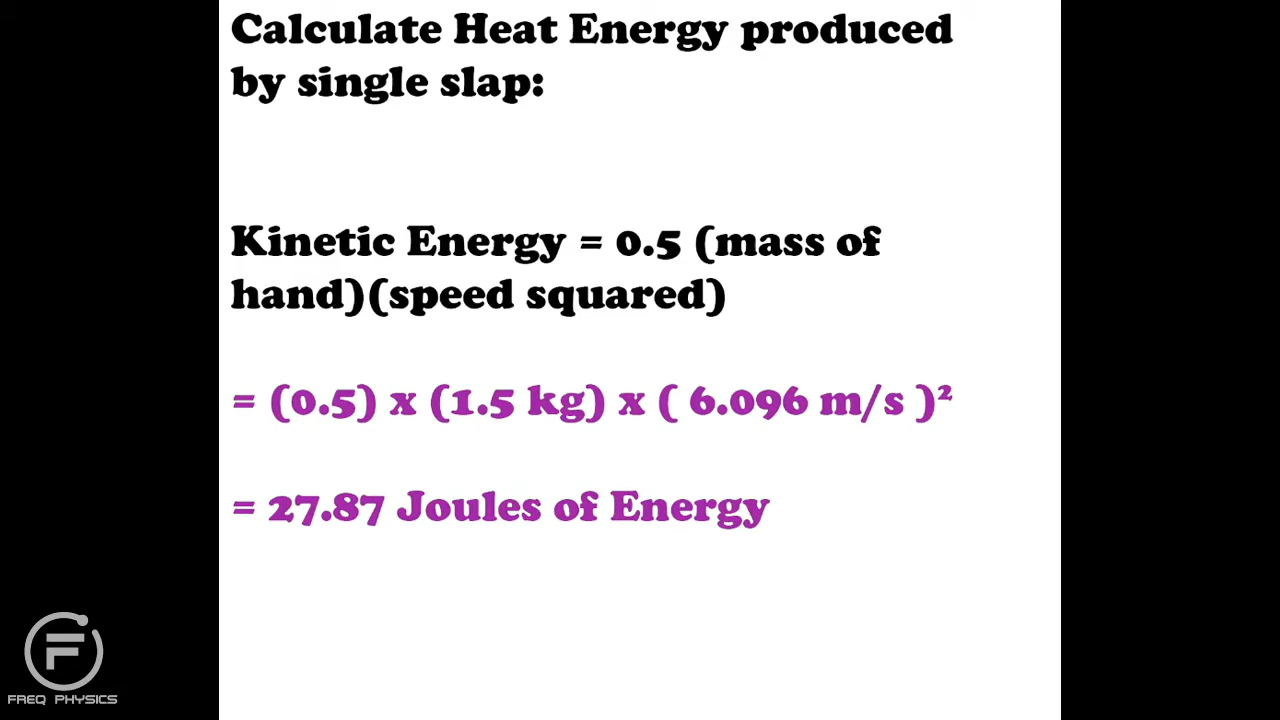 Calculate Heat Energy produced
by single slap:
Kinetic Energy = 0.5 (mass of
hand)(speed squared)
= (0.5) x (1.5 kg) x ( 6.096 m/s )²
= 27.87 Joules of Energy
FREQ PHYSICS